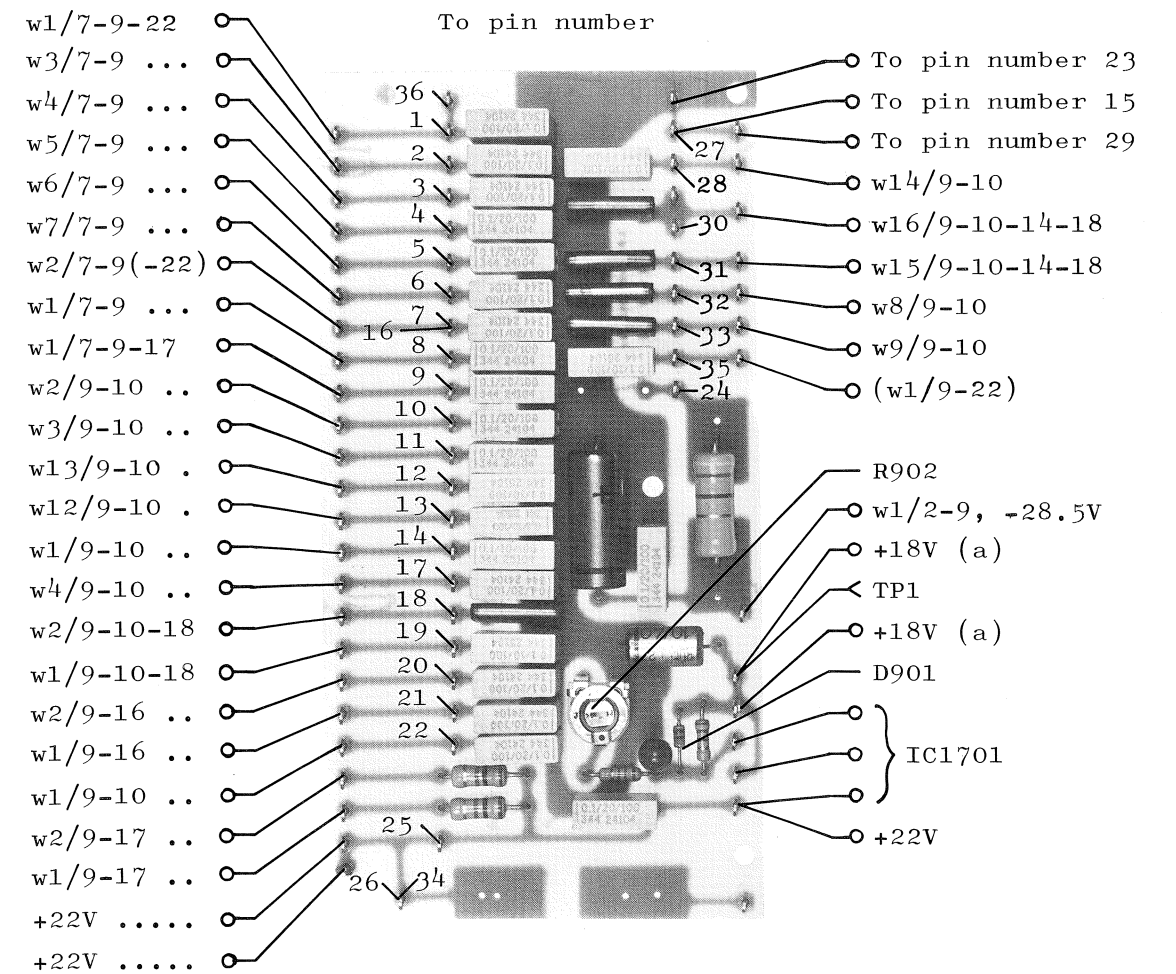 To pin number
w1/7-9-22
w3/7-9 ...
w4/7-9 ...
w5/7-9 ...
w6/7-9 ...
w7/7-9 ...
w2/7-9(-22)
w1/7-9 ...
w1/7-9-17
w2/9-10 ..
w3/9-10 ..
w13/9-10 .
w12/9-10 .
w1/9-10 ..
w4/9-10 ..
w2/9-10-18
w1/9-10-18
w2/9-16 ..
w1/9-16 ..
w1/9-10 ..
w2/9-17 ..
w1/9-17 ..
+22V .....
+22V .....
36
1
2
3
4
5
6
7
16
8
9
10
11
12
13
14
17
18
19
20
21
22
25
26
34
27
28
30
31
32
33
35
24
To pin number 23
To pin number 15
To pin number 29
w14/9-10
w16/9-10-14-18
w15/9-10-14-18
w8/9-10
w9/9-10
(w1/9-22)
R902
w1/2-9, -28.5V
+18V (a)
TP1
+18V (a)
D901
IC1701
+22V
0.1/20/100
344 24104